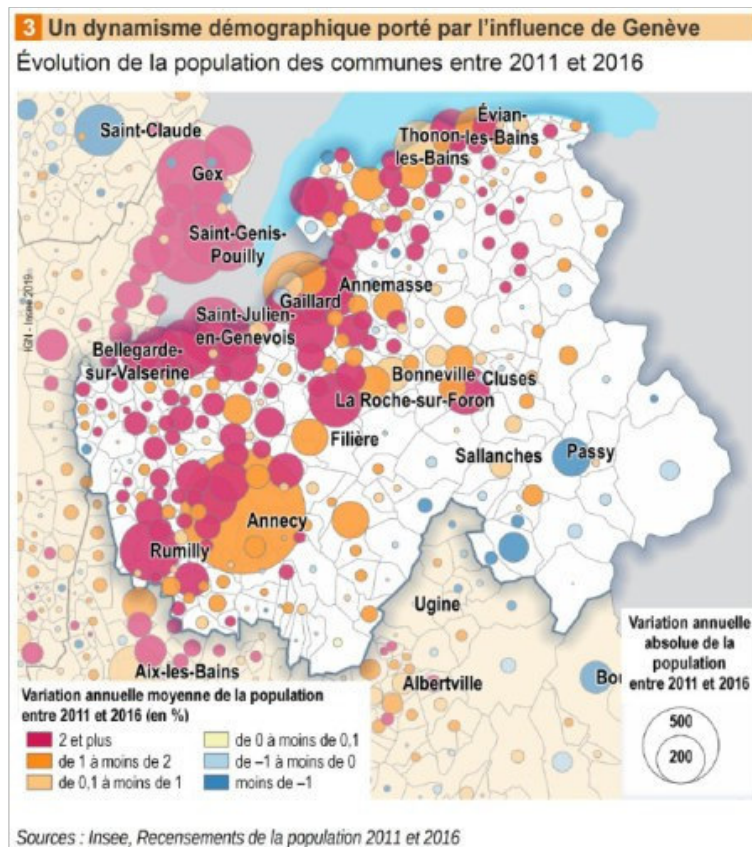 3 Un dynamisme démographique porté par l'influence de Genève
Évolution de la population des communes entre 2011 et 2016
Saint-Claude
Évian-
les-Bains
Thonon-
les-Bains
Gex
Saint-Genis-
Pouilly
Annemasse
Gaillard
Saint-Julien-
en-Genevois
Bellegarde-
sur-Valserine
Bonneville
Cluses
La Roche-sur-Foron
Filière
Sallanches
Passy
Annecy
Rumilly
Ugine
Aix-les-Bains
Albertville
Bou
IGN - Insee 2019
Variation annuelle
absolue de la
population
entre 2011 et 2016
500
200
Variation annuelle moyenne de la population
entre 2011 et 2016 (en %)
2 et plus
de 1 à moins de 2
de 0,1 à moins de 1
de 0 à moins de 0,1
de –1 à moins de 0
moins de –1
Sources : Insee, Recensements de la population 2011 et 2016